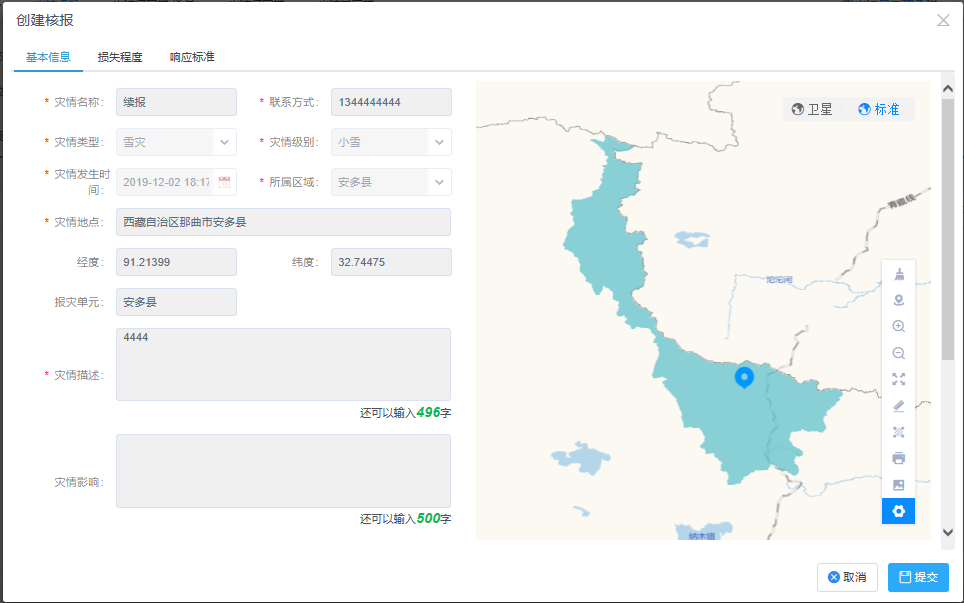 创建核报
基本信息 损失程度 响应标准
* 灾情名称: 续报 * 联系方式: 1344444444
* 灾情类型: 雪灾 * 灾情级别: 小雪
* 灾情发生时
间: 2019-12-02 18:17 * 所属区域: 安多县
* 灾情地点: 西藏自治区那曲市安多县
经度: 91.21399 纬度: 32.74475
报灾单元: 安多县
* 灾情描述: 4444
还可以输入496字
灾情影响:
还可以输入500字
卫星 标准
青藏线
沱沱河
纳木错
取消 提交